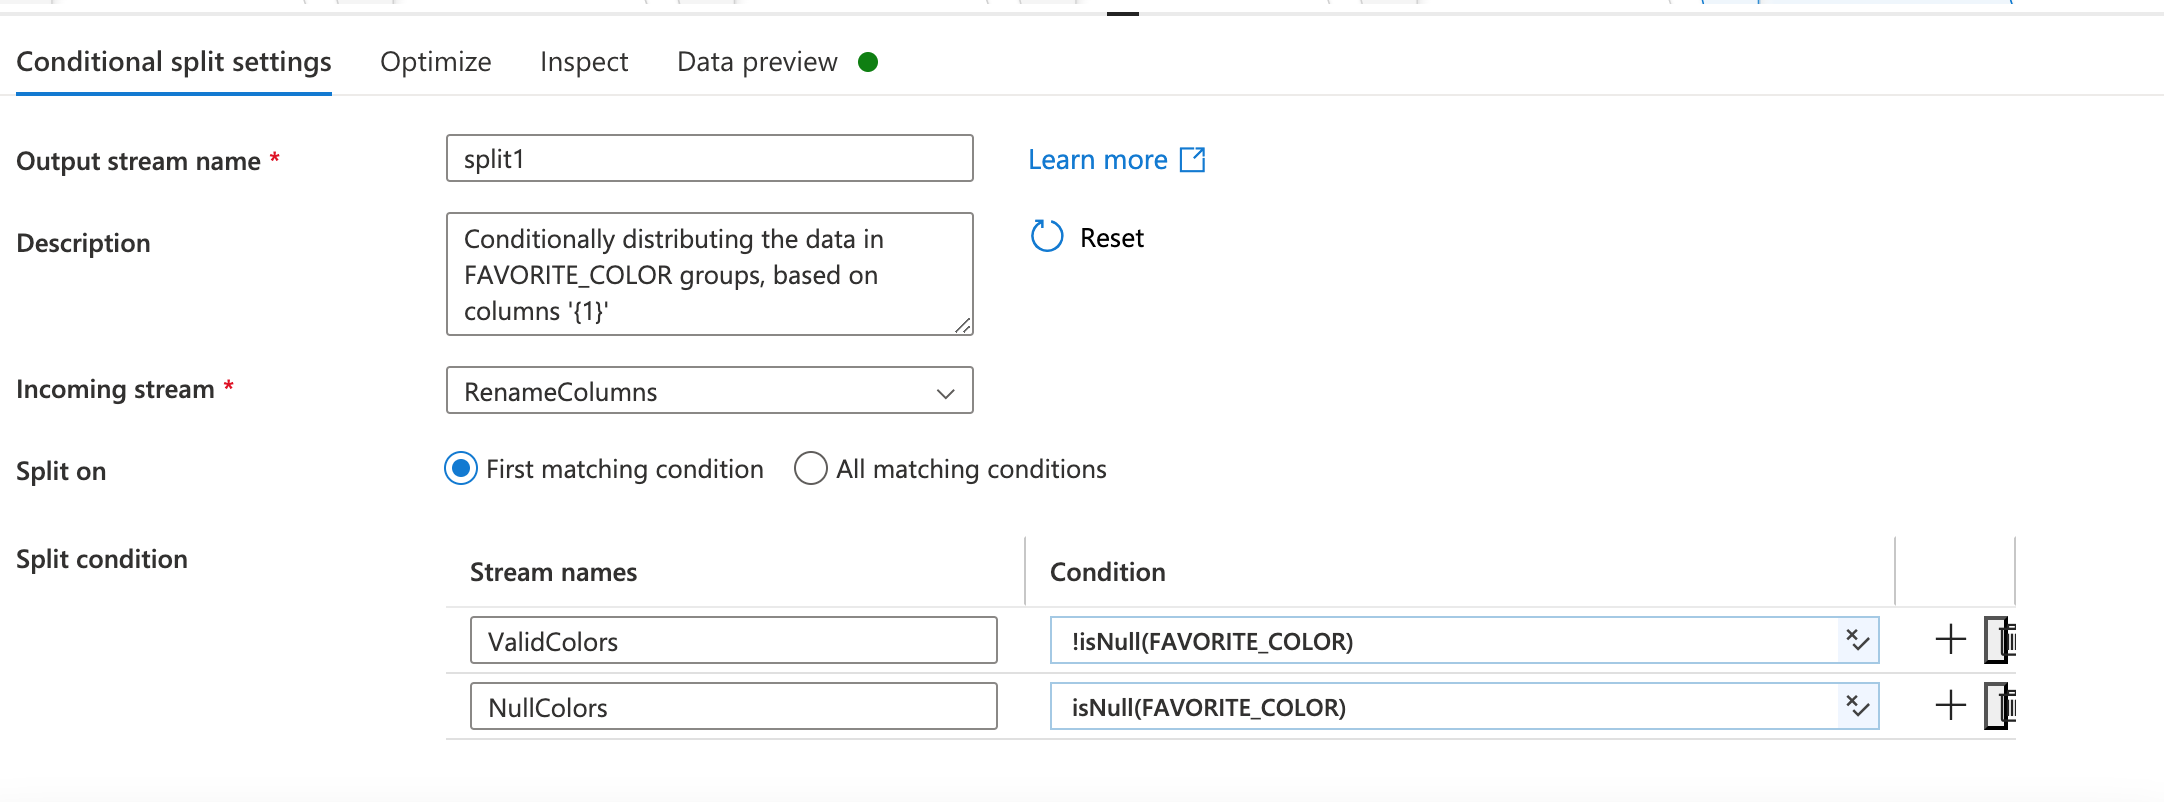 Conditional split settings
Optimize
Inspect
Data preview
Output stream name *
split1
Learn more
Description
Conditionally distributing the data in
FAVORITE_COLOR groups, based on
columns '{1}'
Reset
Incoming stream *
RenameColumns
Split on
First matching condition
All matching conditions
Split condition
Stream names
Condition
ValidColors
!isNull(FAVORITE_COLOR)
NullColors
isNull(FAVORITE_COLOR)